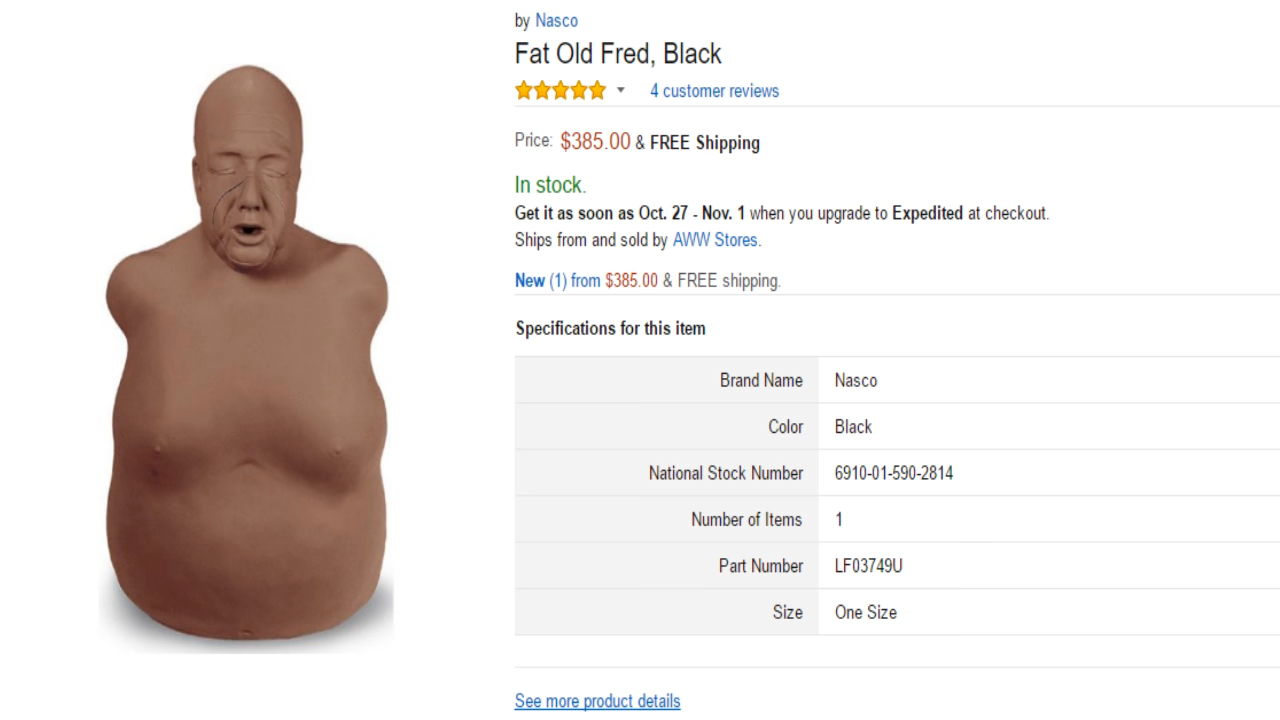 by Nasco
Fat Old Fred, Black
4 customer reviews
Price: $385.00 & FREE Shipping
In stock.
Get it as soon as Oct. 27 - Nov. 1 when you upgrade to Expedited at checkout.
Ships from and sold by AWW Stores.
New (1) from $385.00 & FREE shipping.
Specifications for this item
Brand Name Nasco
Color Black
National Stock Number 6910-01-590-2814
Number of Items 1
Part Number LF03749U
Size One Size
See more product details